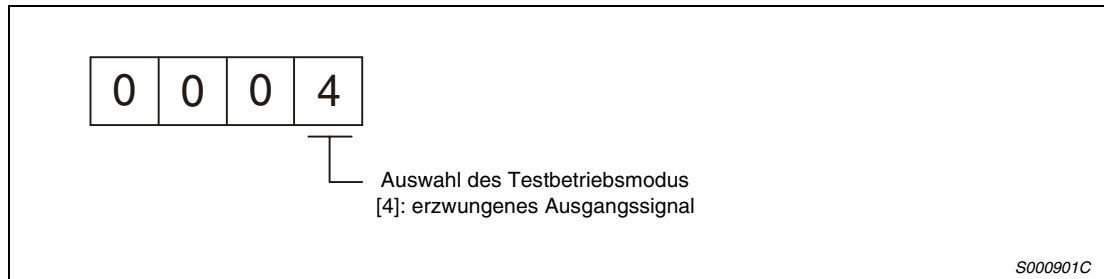 0 0 0 4
Auswahl des Testbetriebsmodus
[4]: erzwungenes Ausgangssignal
S000901C